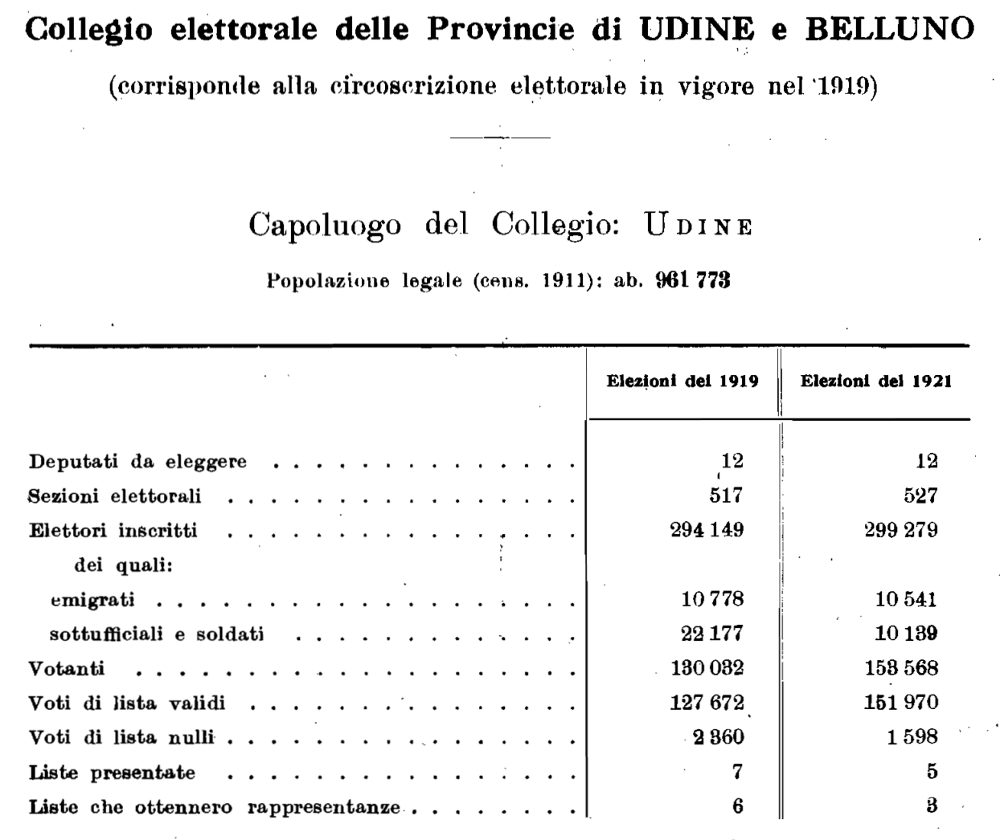 Collegio elettorale delle Provincie di UDINE e BELLUNO
(corrisponde alla circoscrizione elettorale in vigore nel 1919)
Capoluogo del Collegio: UDINE
Popolazione legale (cens. 1911): ab. 961 773
Elezioni del 1919 Elezioni del 1921
Deputati da eleggere . . . . . . . . . . . . . . 12 12
Sezioni elettorali . . . . . . . . . . . . . . . . 517 527
Elettori inscritti . . . . . . . . . . . . . . . . 294 149 299 279
dei quali:
emigrati . . . . . . . . . . . . . . . . . . . 10 778 10 541
sottufficiali e soldati . . . . . . . . . . . . . 22 177 10 139
Votanti . . . . . . . . . . . . . . . . . . . . 130 032 153 568
Voti di lista validi . . . . . . . . . . . . . . . 127 672 151 970
Voti di lista nulli . . . . . . . . . . . . . . . . 2 360 1 598
Liste presentate . . . . . . . . . . . . . . . . 7 5
Liste che ottennero rappresentanze . . . . . . . . 6 3